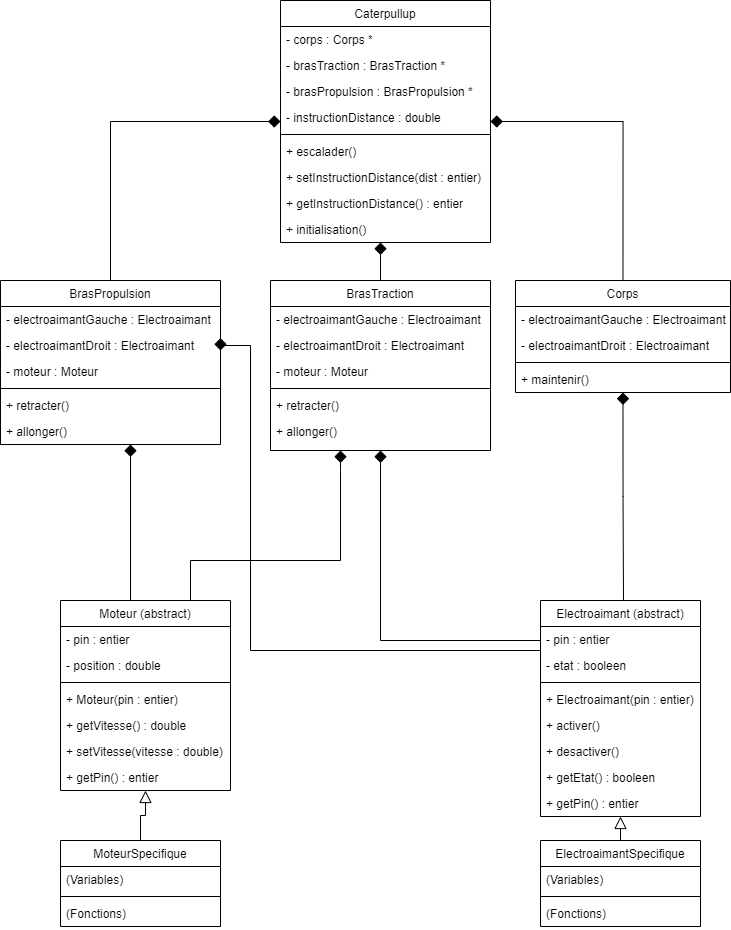 Caterpullup
- corps : Corps *
- brasTraction : BrasTraction *
- brasPropulsion : BrasPropulsion *
- instructionDistance : double
+ escalader()
+ setInstructionDistance(dist : entier)
+ getInstructionDistance() : entier
+ initialisation()
BrasPropulsion
- electroaimantGauche : Electroaimant
- electroaimantDroit : Electroaimant
- moteur : Moteur
+ retracter()
+ allonger()
BrasTraction
- electroaimantGauche : Electroaimant
- electroaimantDroit : Electroaimant
- moteur : Moteur
+ retracter()
+ allonger()
Corps
- electroaimantGauche : Electroaimant
- electroaimantDroit : Electroaimant
+ maintenir()
Moteur (abstract)
- pin : entier
- position : double
+ Moteur(pin : entier)
+ getVitesse() : double
+ setVitesse(vitesse : double)
+ getPin() : entier
Electroaimant (abstract)
- pin : entier
- etat : booleen
+ Electroaimant(pin : entier)
+ activer()
+ desactiver()
+ getEtat() : booleen
+ getPin() : entier
MoteurSpecifique
(Variables)
(Fonctions)
ElectroaimantSpecifique
(Variables)
(Fonctions)